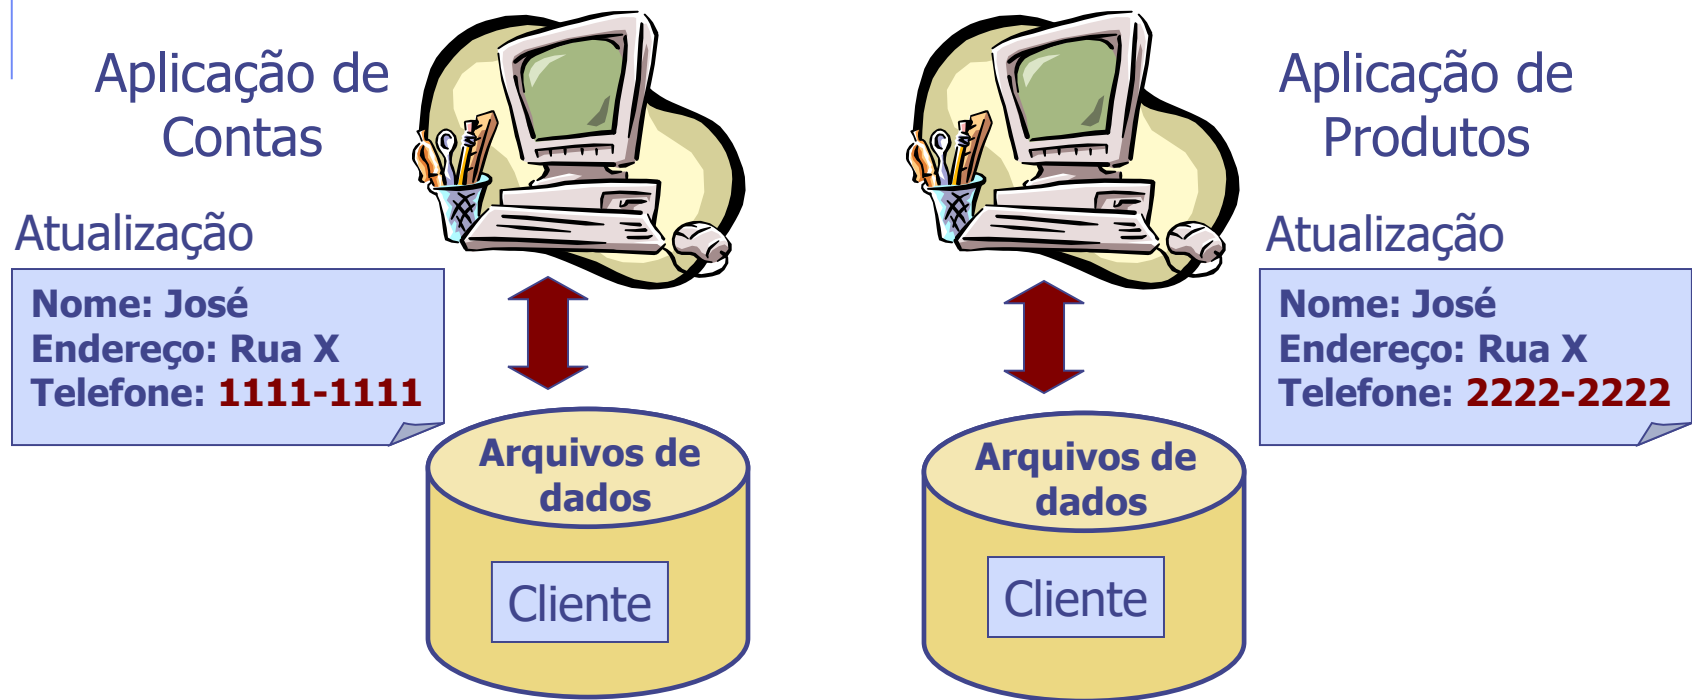 Aplicação de
Contas
Atualização
Nome: José
Endereço: Rua X
Telefone: 1111-1111
Arquivos de
dados
Cliente
Aplicação de
Produtos
Atualização
Nome: José
Endereço: Rua X
Telefone: 2222-2222
Arquivos de
dados
Cliente